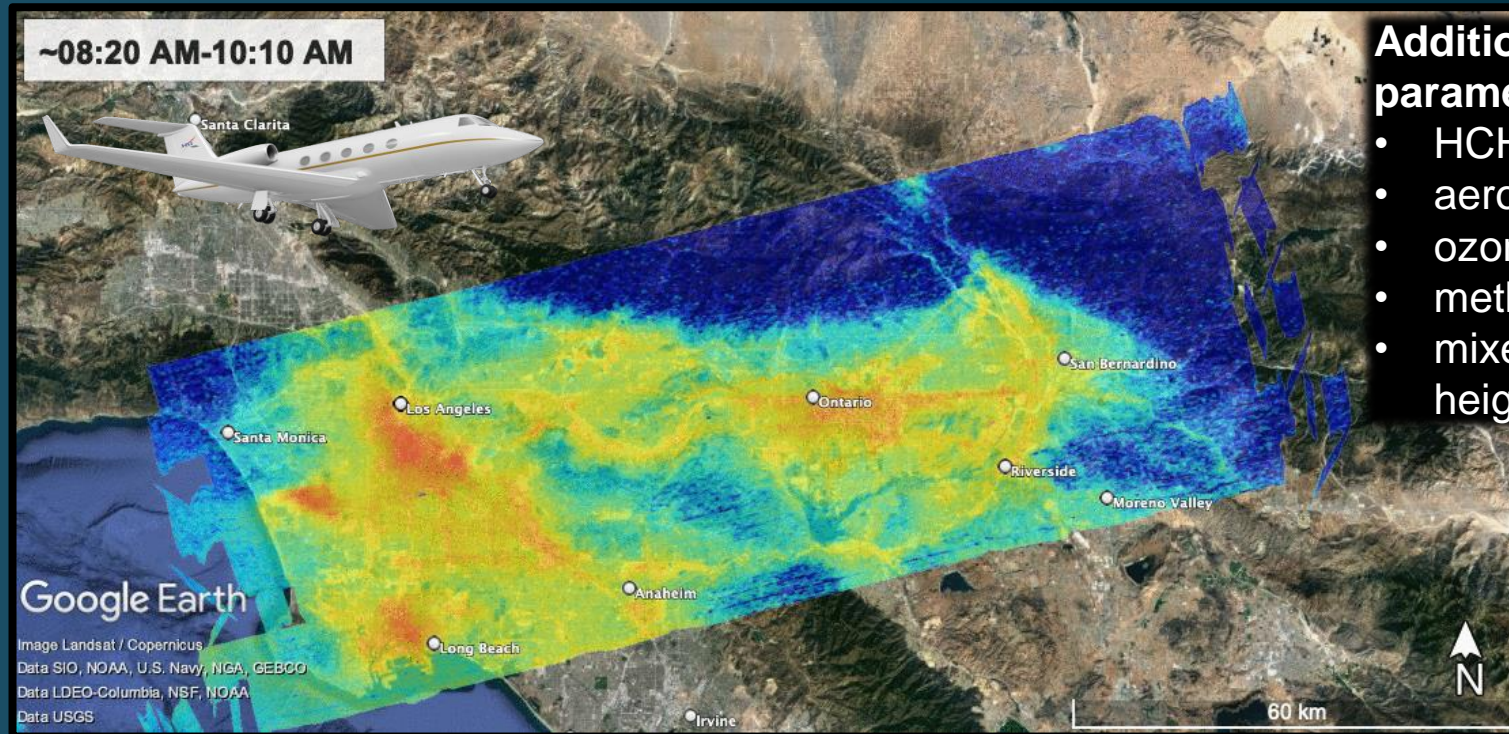 ~08:20 AM-10:10 AM
Santa Clarita
San Bernardino
Ontario
Los Angeles
Santa Monica
Riverside
Moreno Valley
Anaheim
Long Beach
Irvine
Google Earth
Image Landsat / Copernicus
Data SIO, NOAA, U.S. Navy, NGA, GEBCO
Data LDEO-Columbia, NSF, NOAA
Data USGS
60 km
N